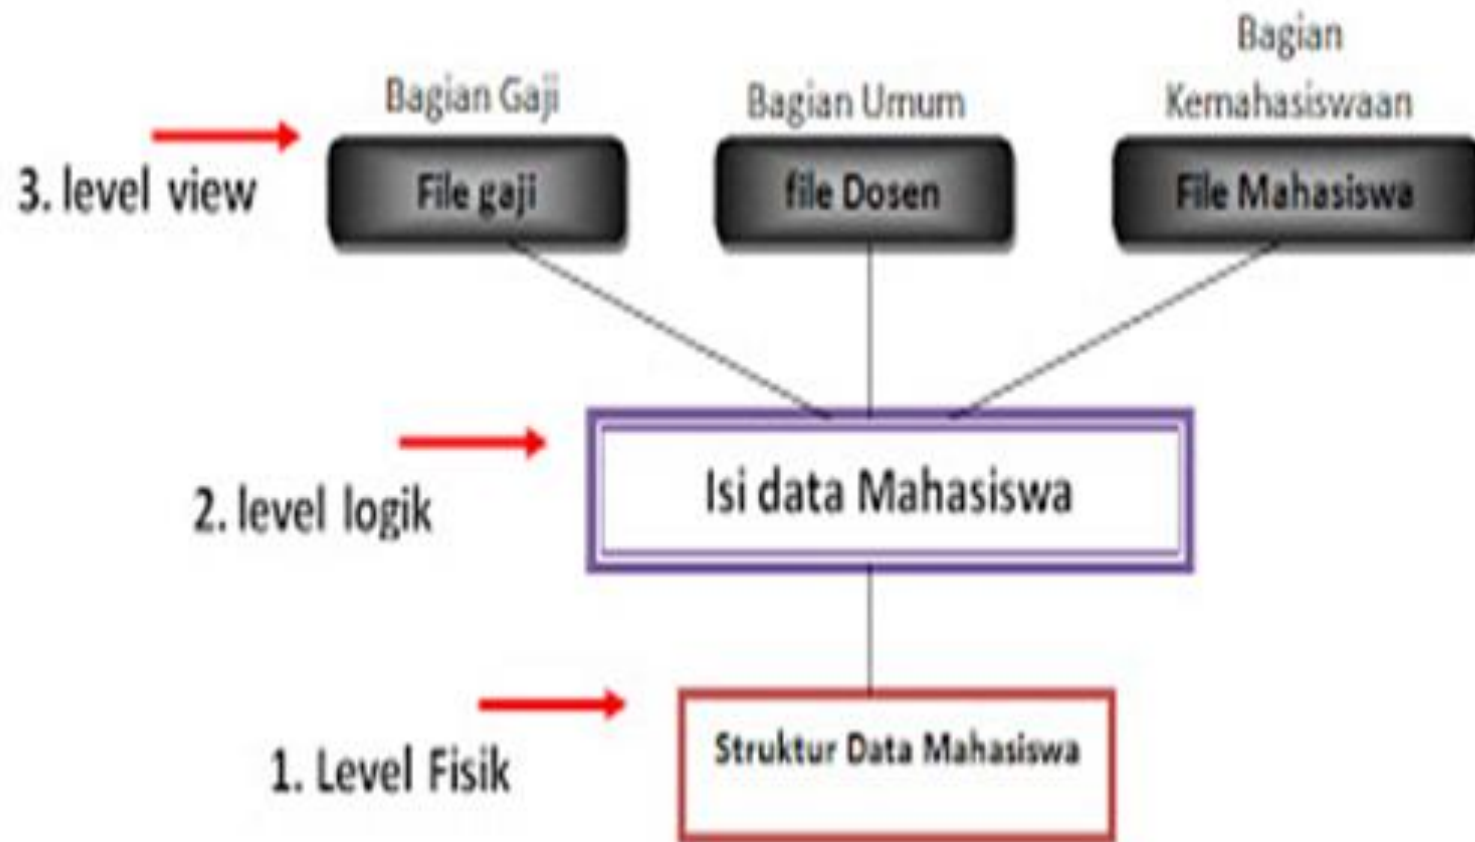 Bagian Gaji
Bagian Umum
Bagian
Kemahasiswaan
3. level view
File gaji
file Dosen
File Mahasiswa
2. level logik
Isi data Mahasiswa
1. Level Fisik
Struktur Data Mahasiswa